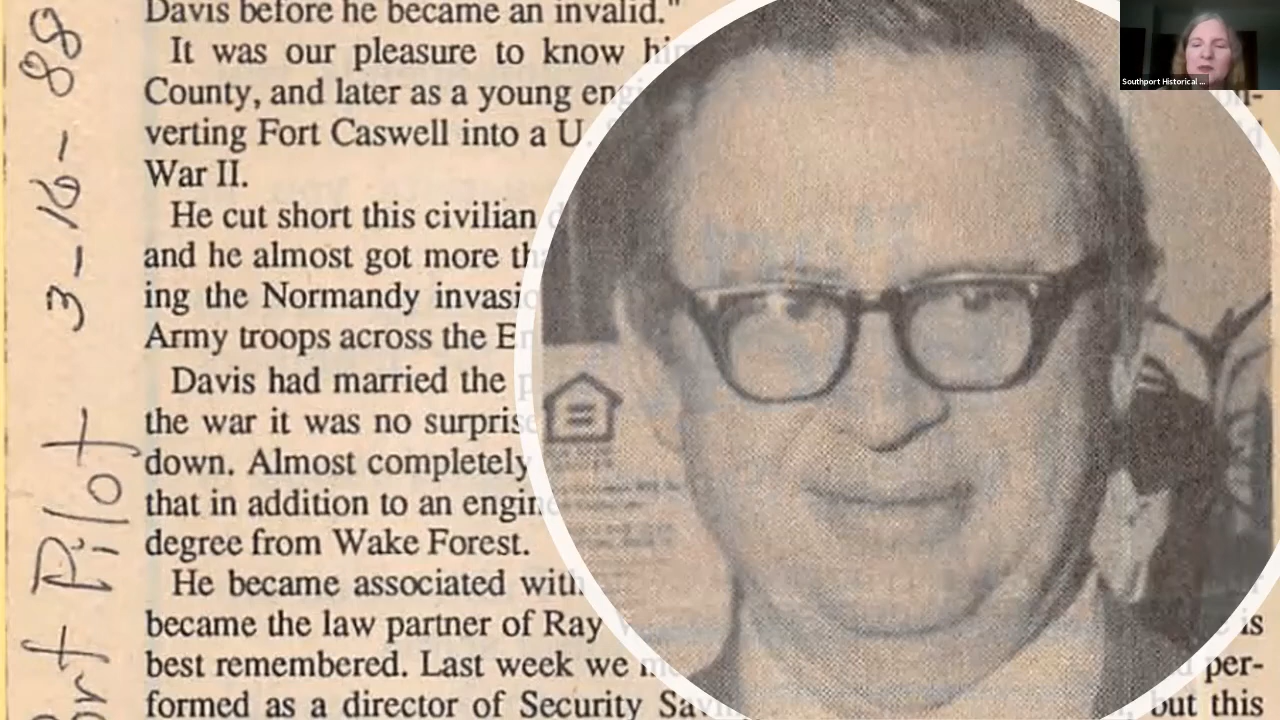 Davis before he became an invalid."
It was our pleasure to know
County, and later as a young
verting Fort Caswell into a U.
War II.
He cut short this civilian
and he almost got more
ing the Normandy
Army troops across the
Davis had married the
the war it was no
down. Almost completely
that in addition to an
degree from Wake Forest.
He became associated with
became the law partner of Ray is
best remembered. Last week we per-
formed as a director of Security but this
3-16-88
Pilot
Southport Historical ...